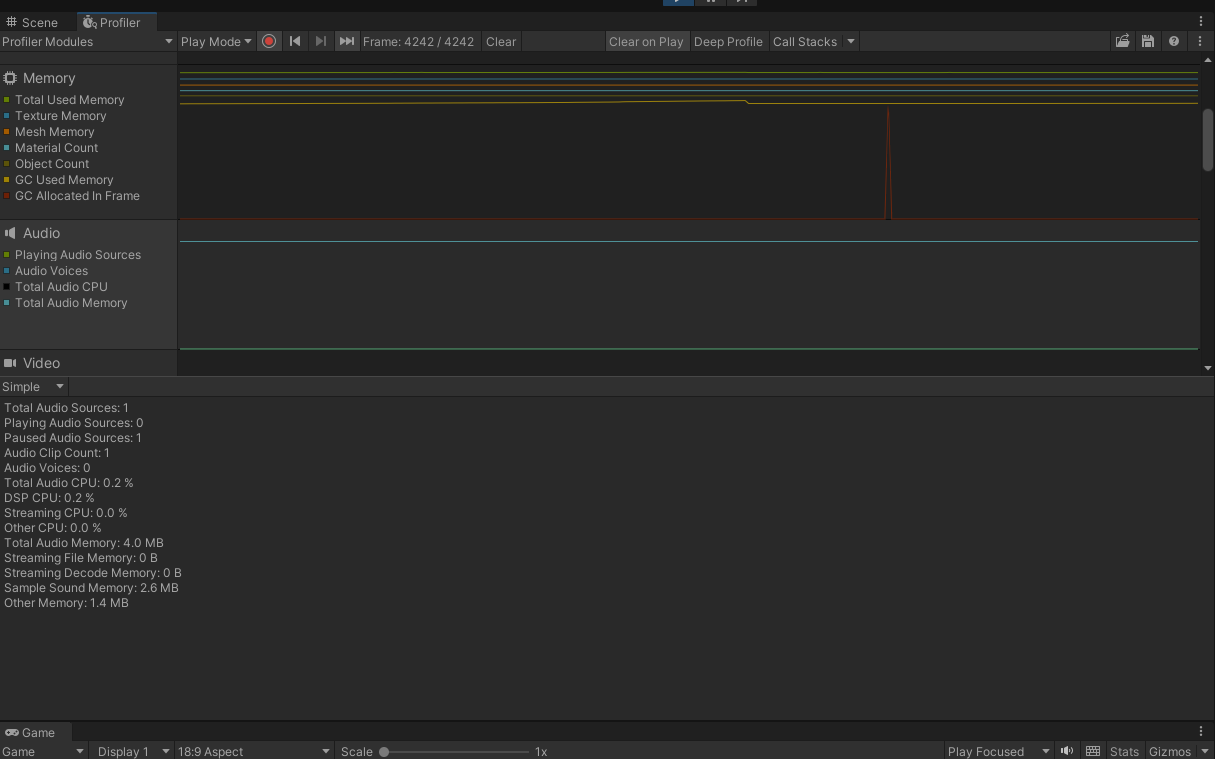 Scene Profiler
Profiler Modules Play Mode Frame: 4242 / 4242 Clear Clear on Play Deep Profile Call Stacks
Memory
Total Used Memory
Texture Memory
Mesh Memory
Material Count
Object Count
GC Used Memory
GC Allocated In Frame
Audio
Playing Audio Sources
Audio Voices
Total Audio CPU
Total Audio Memory
Video
Simple
Total Audio Sources: 1
Playing Audio Sources: 0
Paused Audio Sources: 1
Audio Clip Count: 1
Audio Voices: 0
Total Audio CPU: 0.2 %
DSP CPU: 0.2 %
Streaming CPU: 0.0 %
Other CPU: 0.0 %
Total Audio Memory: 4.0 MB
Streaming File Memory: 0 B
Streaming Decode Memory: 0 B
Sample Sound Memory: 2.6 MB
Other Memory: 1.4 MB
Game
Game Display 1 18:9 Aspect Scale 1x Play Focused Stats Gizmos